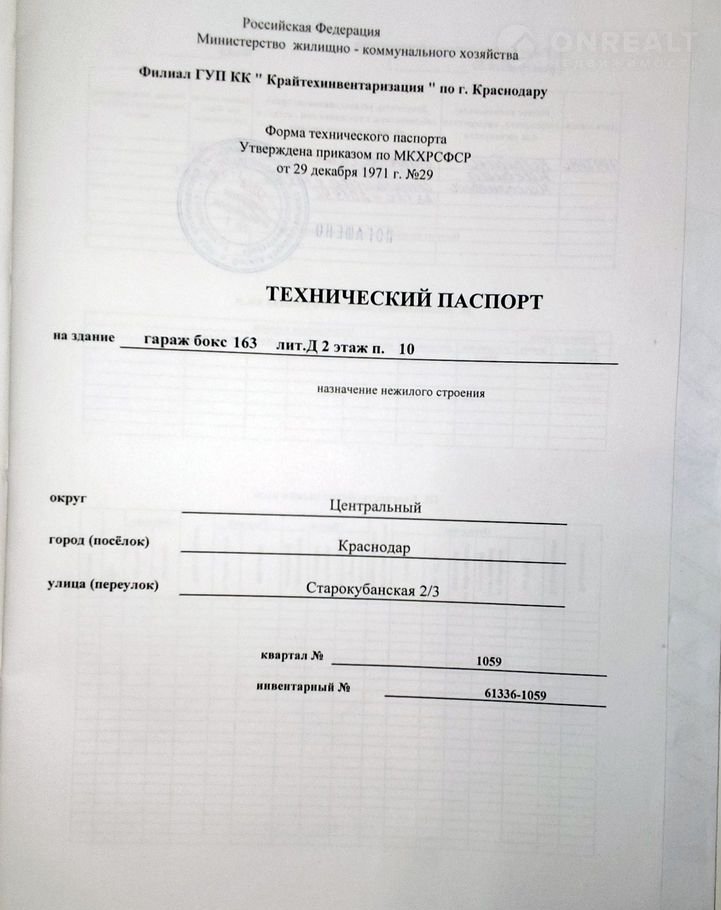 ONREALT
НЕДВИЖИМОСТЬ
Российская Федерация
Министерство жилищно - коммунального хозяйства
Филиал ГУП КК " Крайтехинвентаризация " по г. Краснодару
Форма технического паспорта
Утверждена приказом по МКХРСФСР
от 29 декабря 1971 г. №29
ПОГАШЕНО
ТЕХНИЧЕСКИЙ ПАСПОРТ
на здание гараж бокс 163 лит.Д 2 этаж п. 10
назначение нежилого строения
округ Центральный
город (посёлок) Краснодар
улица (переулок) Старокубанская 2/3
квартал № 1059
инвентарный № 61336-1059